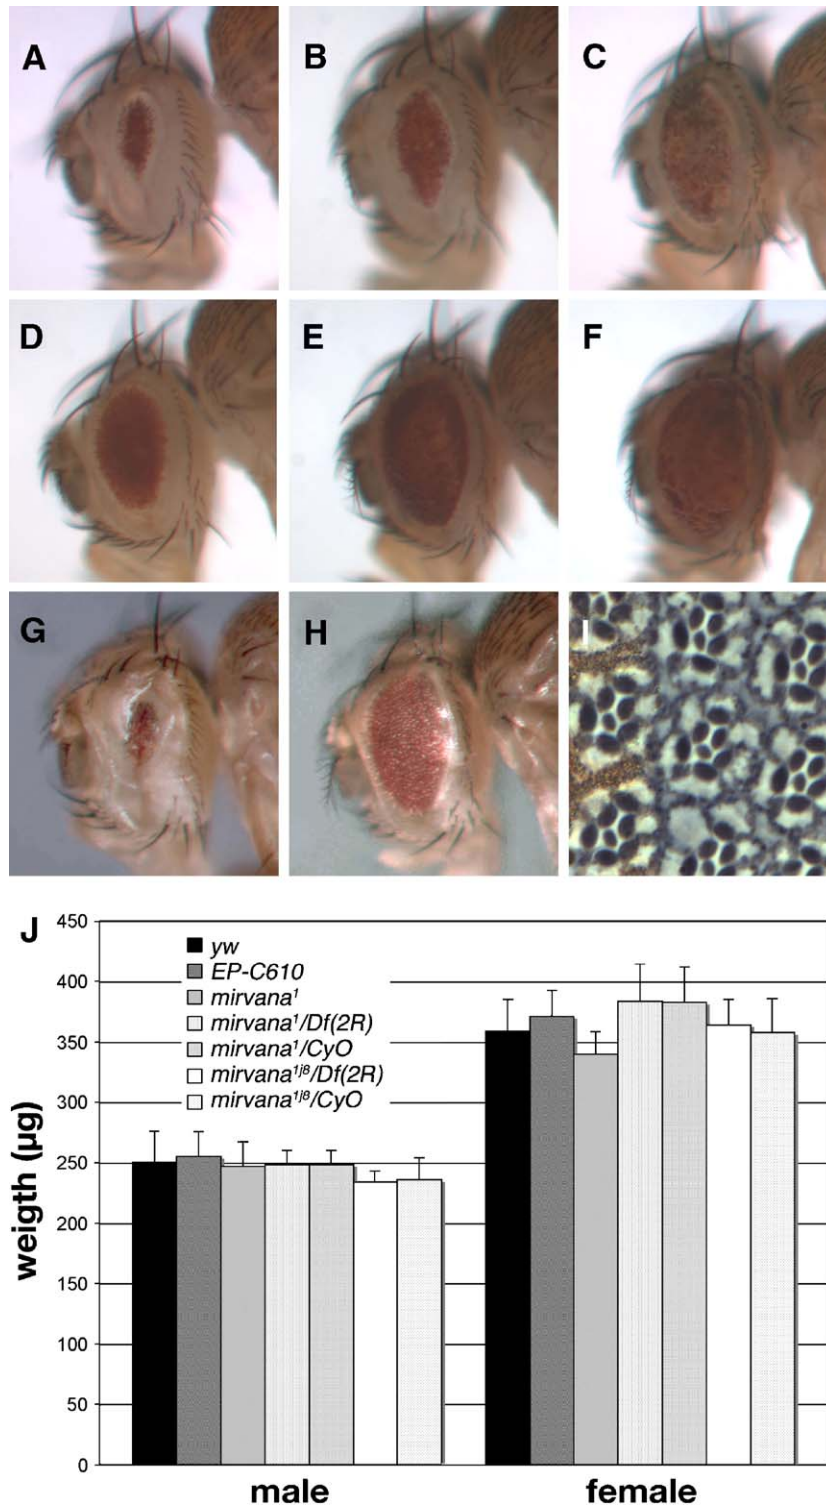 A
B
C
D
E
F
G
H
I
J
450
400
350
300
250
200
150
100
50
0
weigth (µg)
yw
EP-C610
mirvana¹
mirvana¹/Df(2R)
mirvana¹/CyO
mirvana¹ʲ⁸/Df(2R)
mirvana¹ʲ⁸/CyO
male
female